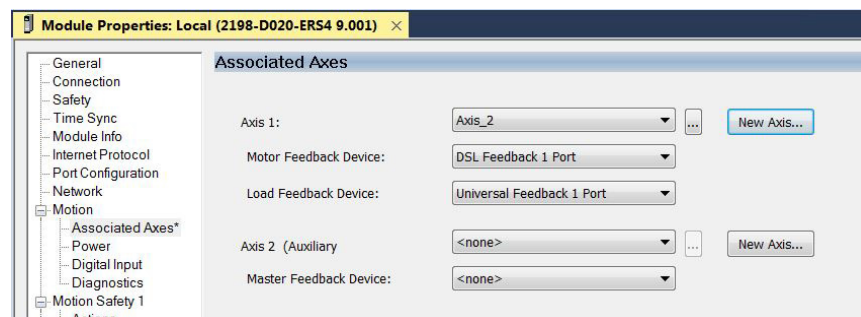 Module Properties: Local (2198-D020-ERS4 9.001) ×
General
Connection
Safety
Time Sync
Module Info
Internet Protocol
Port Configuration
Network
Motion
Associated Axes*
Power
Digital Input
Diagnostics
Motion Safety 1
Actions
Associated Axes
Axis 1: Axis_2 ... New Axis...
Motor Feedback Device: DSL Feedback 1 Port
Load Feedback Device: Universal Feedback 1 Port
Axis 2 (Auxiliary <none> ... New Axis...
Master Feedback Device: <none>